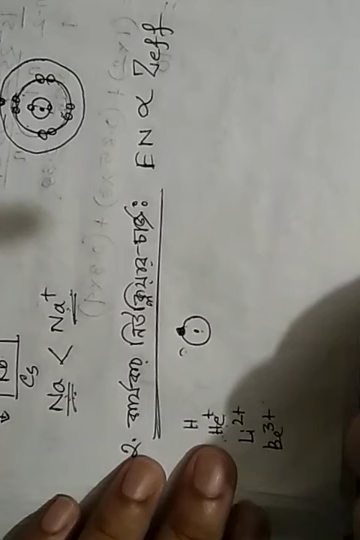 Cs
Na < Na⁺
২. কার্যকর নিউক্লিয়ার চার্জ: EN ∝ Zeff
H
He⁺
Li²⁺
Be³⁺